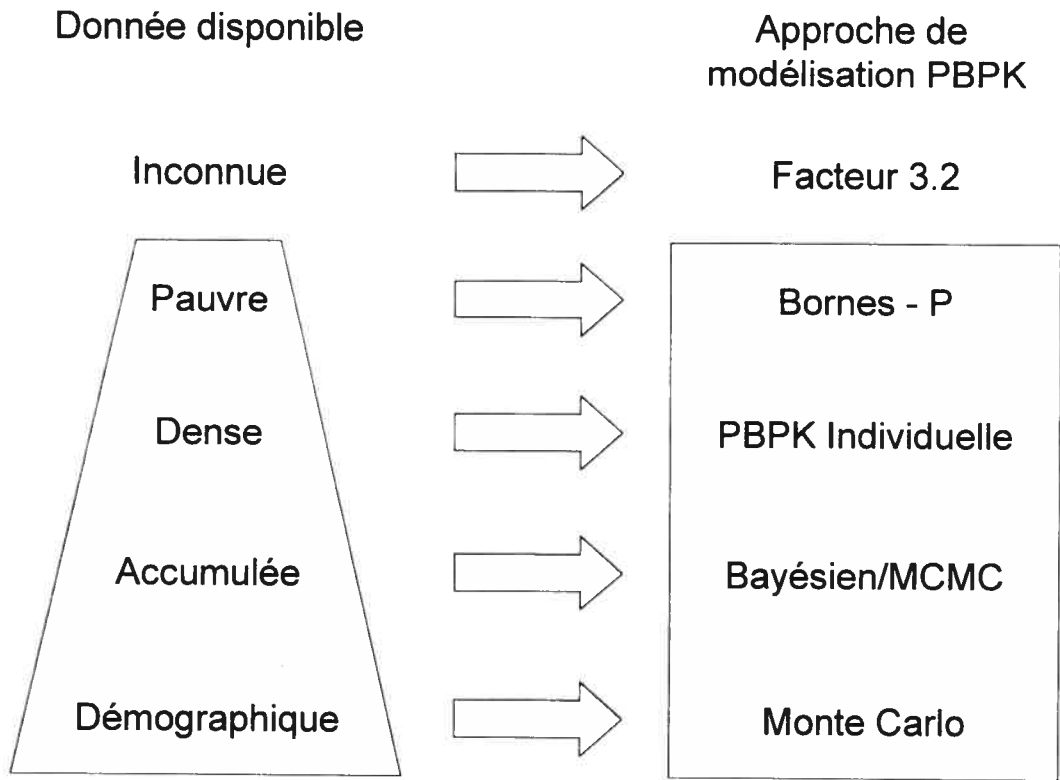 Donnée disponible
Approche de
modélisation PBPK
Inconnue
Facteur 3.2
Pauvre
Bornes - P
Dense
PBPK Individuelle
Accumulée
Bayésien/MCMC
Démographique
Monte Carlo